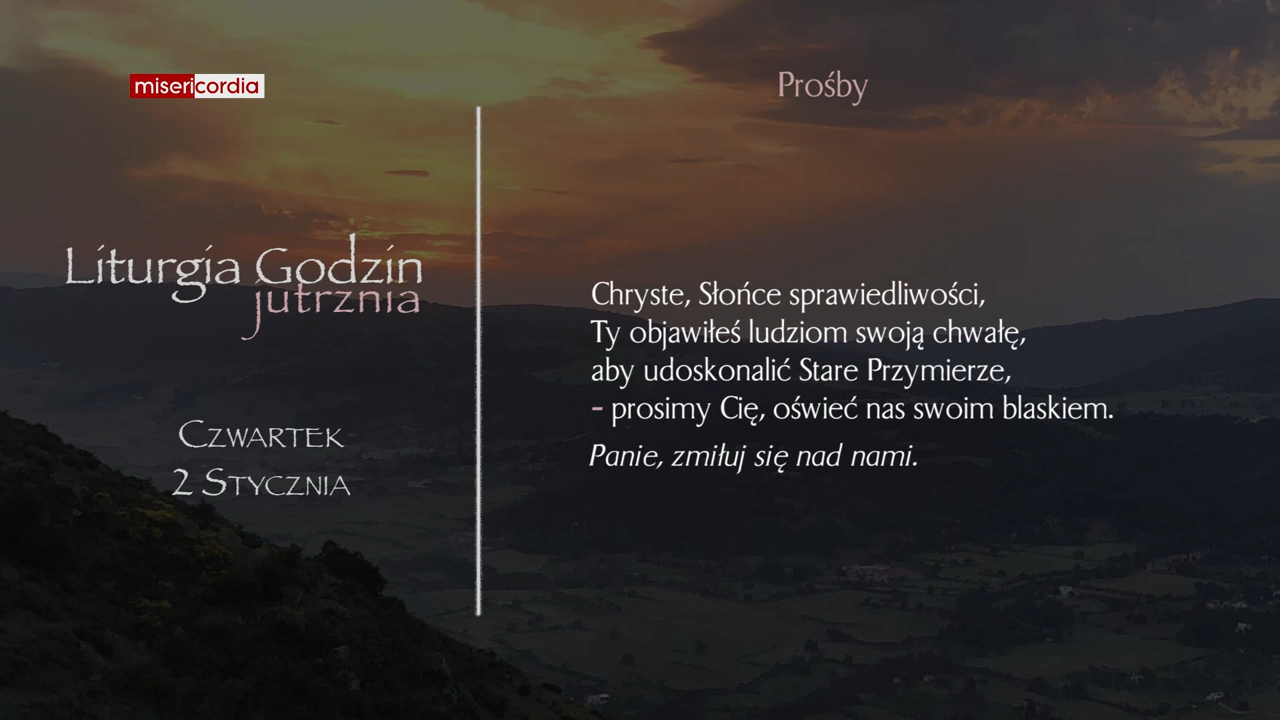 misericordia
Liturgia Godzin
jutrznia
Czwartek
2 Stycznia
Prośby
Chryste, Słońce sprawiedliwości,
Ty objawiłeś ludziom swoją chwałę,
aby udoskonalić Stare Przymierze,
- prosimy Cię, oświeć nas swoim blaskiem.
Panie, zmiłuj się nad nami.